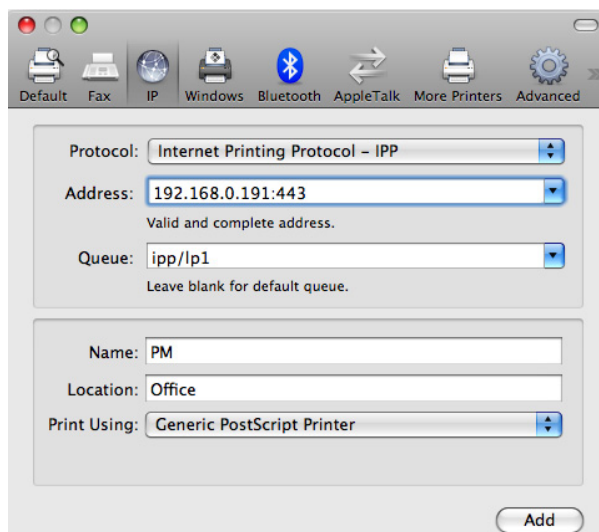 Default Fax IP Windows Bluetooth AppleTalk More Printers Advanced
Protocol: Internet Printing Protocol – IPP
Address: 192.168.0.191:443
Valid and complete address.
Queue: ipp/lp1
Leave blank for default queue.
Name: PM
Location: Office
Print Using: Generic PostScript Printer
Add